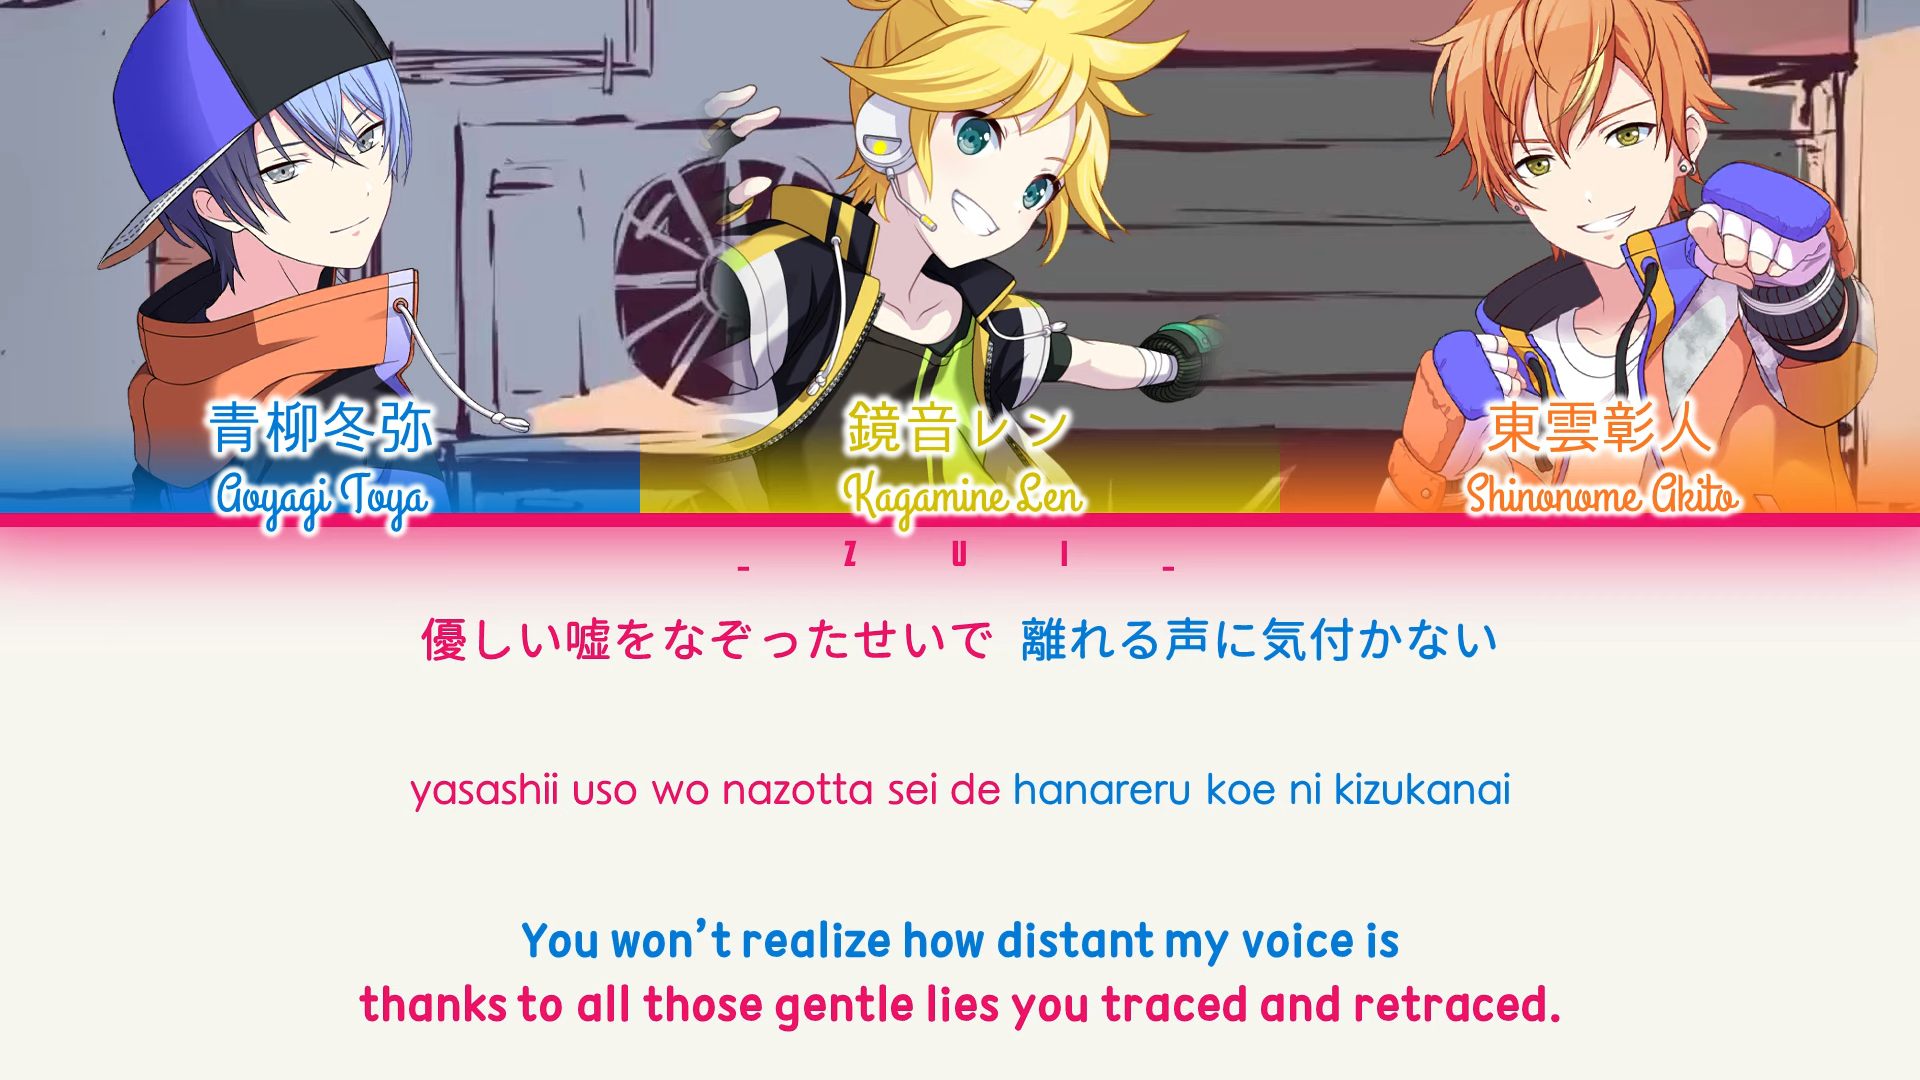 青柳冬弥 鏡音レン 東雲彰人
Aoyagi Toya Kagamine Len Shinonome Akito
_ Z U I _
優しい嘘をなぞったせいで 離れる声に気付かない
yasashii uso wo nazotta sei de hanareru koe ni kizukanai
You won't realize how distant my voice is
thanks to all those gentle lies you traced and retraced.